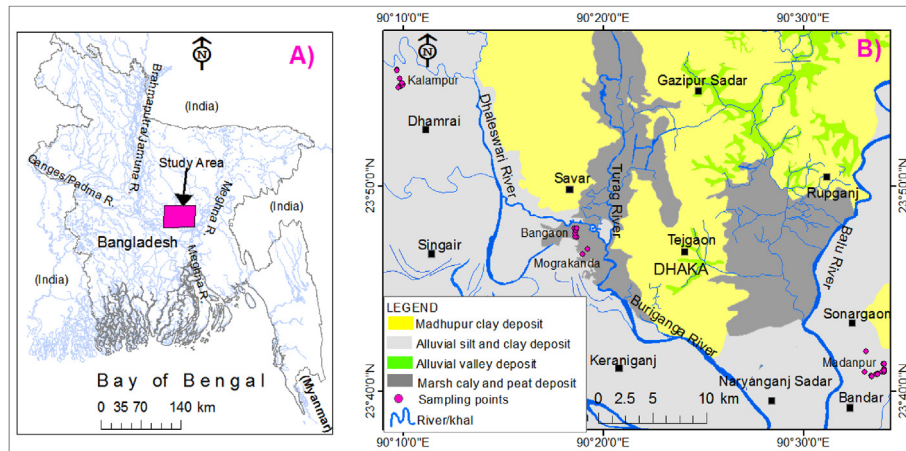 A)
(India)
Brahmaputra/Jamuna R.
Study Area
Ganges/Padma R.
Meghna R.
(India)
Bangladesh
(India)
Meghna R.
Bay of Bengal
0 35 70 140 km
(Myanmar)
90°10'0"E 90°20'0"E 90°30'0"E
B)
Kalampur
Gazipur Sadar
Dhamrai
Dhaleswari River
Turag River
23°50'0"N
Savar
Rupganj
23°50'0"N
Bangaon
Singair
Mograkanda
Tejgaon
DHAKA
Balu River
LEGEND
Madhupur clay deposit
Alluvial silt and clay deposit
Alluvial valley deposit
Marsh caly and peat deposit
Sampling points
River/khal
Buriganga River
Sonargaon
Madanpur
Keraniganj
Naryanganj Sadar
Bandar
23°40'0"N
23°40'0"N
0 2.5 5 10 km
90°10'0"E 90°20'0"E 90°30'0"E